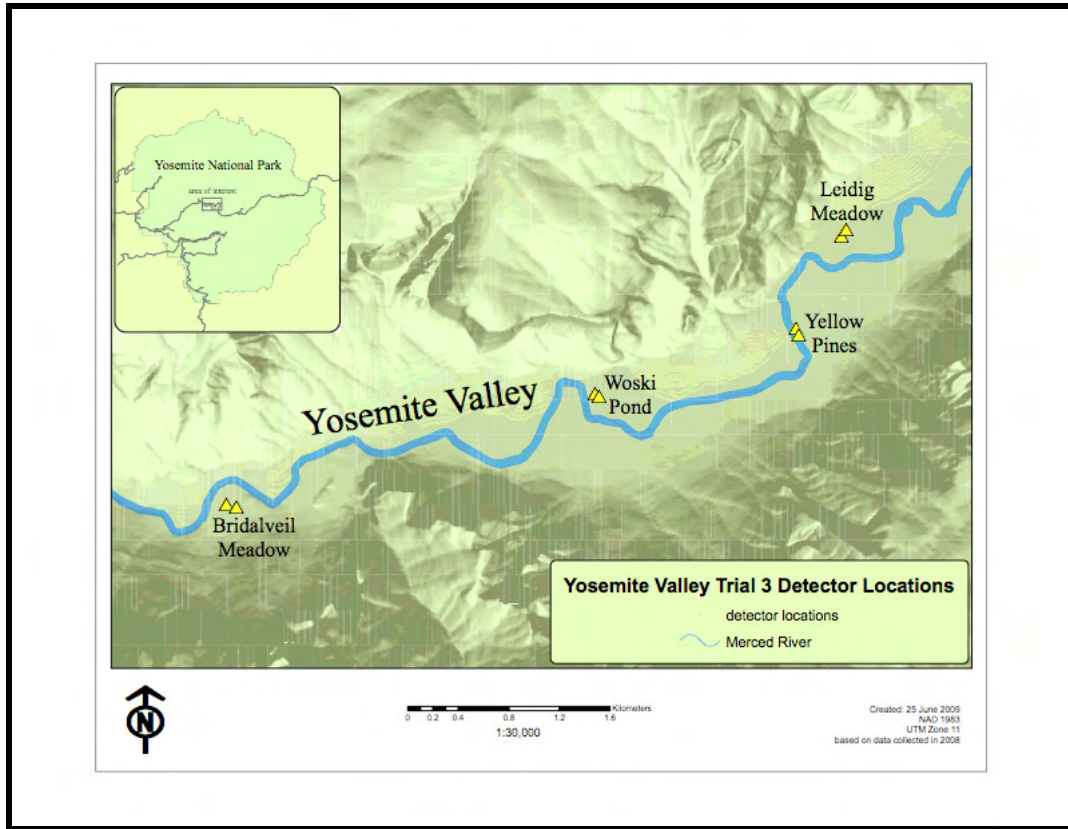 Yosemite National Park
area of interest
Leidig
Meadow
Yellow
Pines
Woski
Pond
Yosemite Valley
Bridalveil
Meadow
Yosemite Valley Trial 3 Detector Locations
detector locations
Merced River
N
Kilometers
0 0.2 0.4 0.8 1.2 1.6
1:30,000
Created: 25 June 2009
NAD 1983
UTM Zone 11
based on data collected in 2008